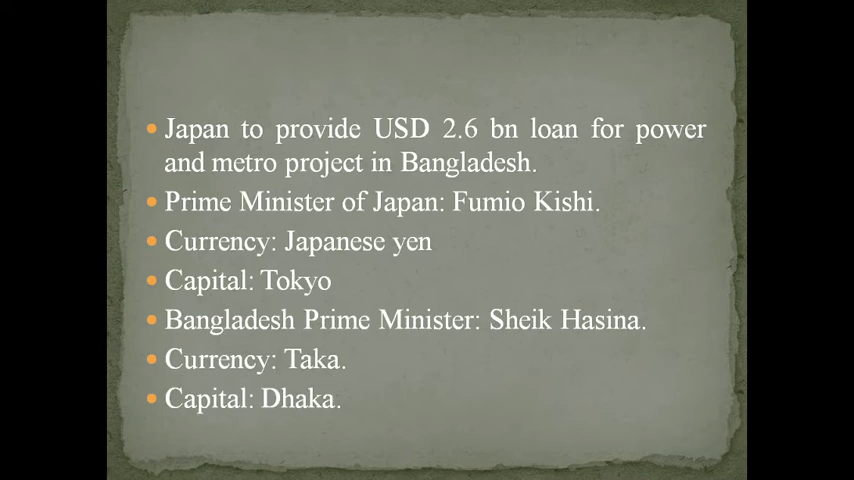 Japan to provide USD 2.6 bn loan for power
and metro project in Bangladesh.
Prime Minister of Japan: Fumio Kishi.
Currency: Japanese yen
Capital: Tokyo
Bangladesh Prime Minister: Sheik Hasina.
Currency: Taka.
Capital: Dhaka.